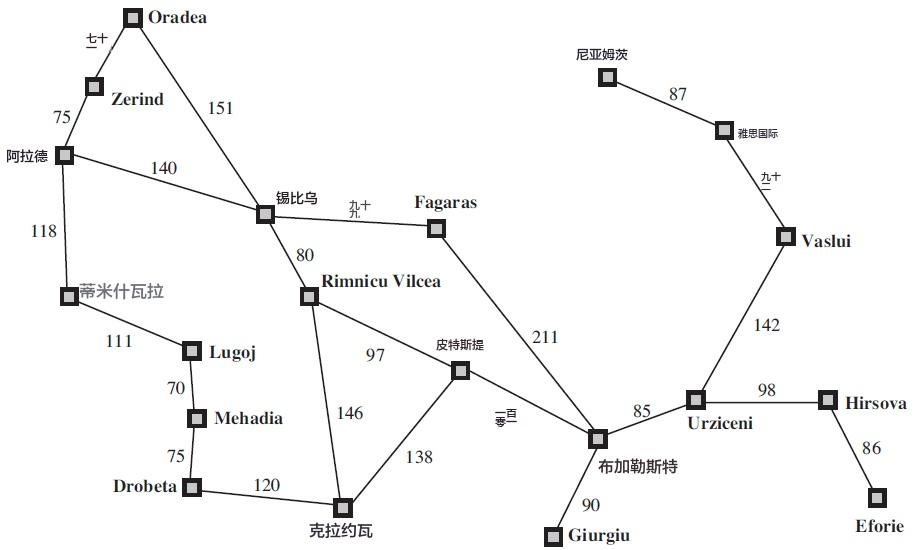 Oradea
七十
一
尼亚姆茨
Zerind
87
75
151
雅思国际
阿拉德
140
九十
二
锡比乌
九十
九
Fagaras
118
80
Vaslui
Rimnicu Vilcea
蒂米什瓦拉
142
111
211
Lugoj
97
皮特斯提
70
98
Hirsova
146
一百
零一
85
Mehadia
Urziceni
75
138
86
布加勒斯特
Drobeta
120
90
Eforie
克拉约瓦
Giurgiu